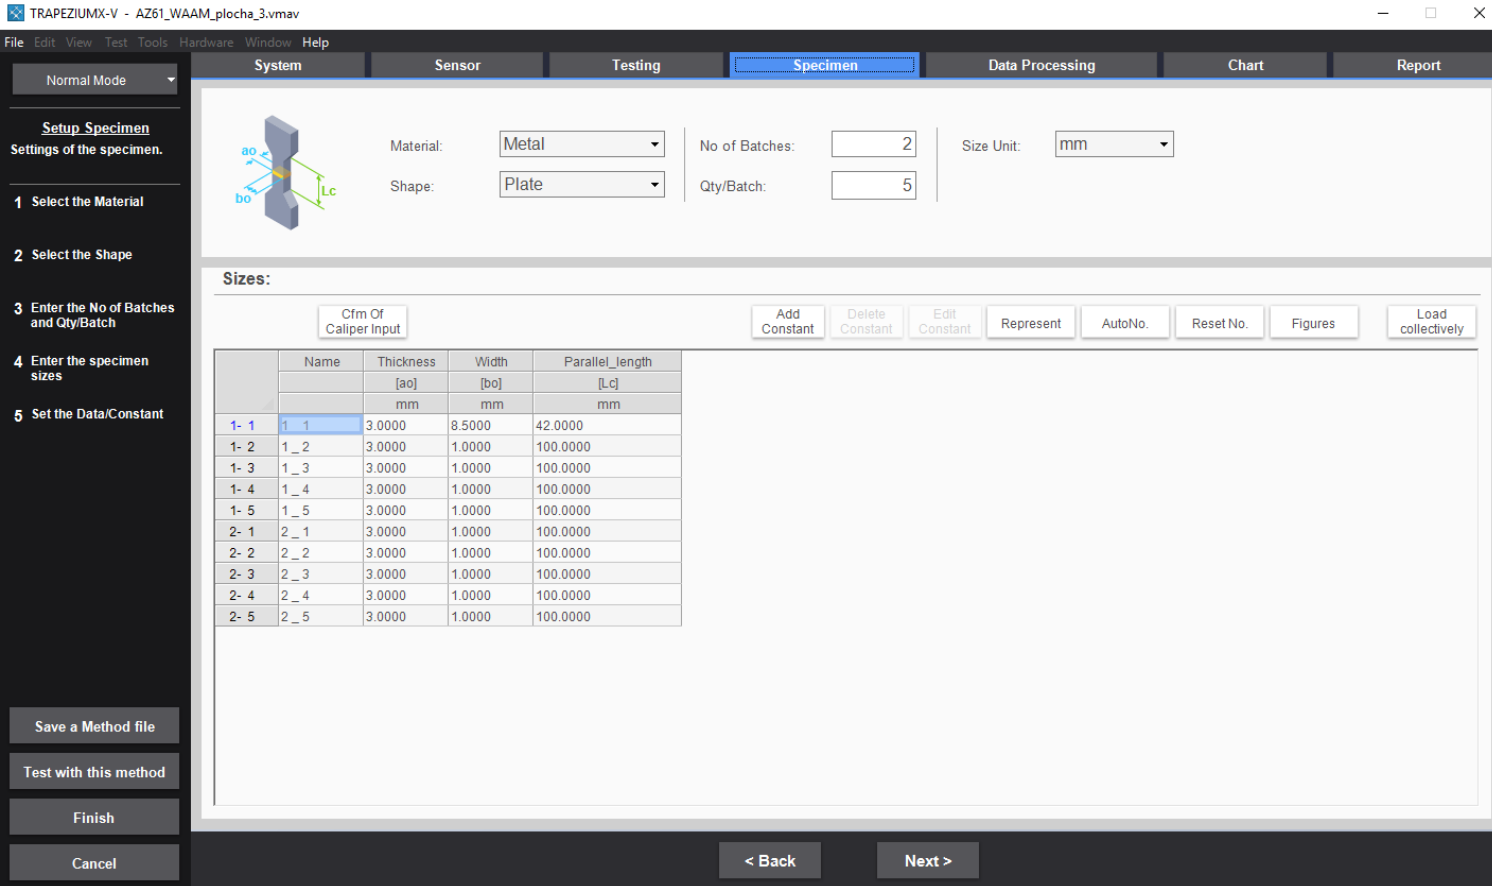 TRAPEZIUMX-V - AZ61_WAAM_plocha_3.vmav
File Edit View Test Tools Hardware Window Help
Normal Mode
System Sensor Testing Specimen Data Processing Chart Report
Setup Specimen
Settings of the specimen.
1 Select the Material
2 Select the Shape
3 Enter the No of Batches
and Qty/Batch
4 Enter the specimen
sizes
5 Set the Data/Constant
Save a Method file
Test with this method
Finish
Cancel
ao
bo
Lc
Material: Metal No of Batches: 2 Size Unit: mm
Shape: Plate Qty/Batch: 5
Sizes:
Cfm Of
Caliper Input
Add
Constant
Delete
Constant
Edit
Constant
Represent
AutoNo.
Reset No.
Figures
Load
collectively
Name Thickness Width Parallel_length
[ao] [bo] [Lc]
mm mm mm
1- 1 1 1 3.0000 8.5000 42.0000
1- 2 1 _ 2 3.0000 1.0000 100.0000
1- 3 1 _ 3 3.0000 1.0000 100.0000
1- 4 1 _ 4 3.0000 1.0000 100.0000
1- 5 1 _ 5 3.0000 1.0000 100.0000
2- 1 2 _ 1 3.0000 1.0000 100.0000
2- 2 2 _ 2 3.0000 1.0000 100.0000
2- 3 2 _ 3 3.0000 1.0000 100.0000
2- 4 2 _ 4 3.0000 1.0000 100.0000
2- 5 2 _ 5 3.0000 1.0000 100.0000
< Back Next >